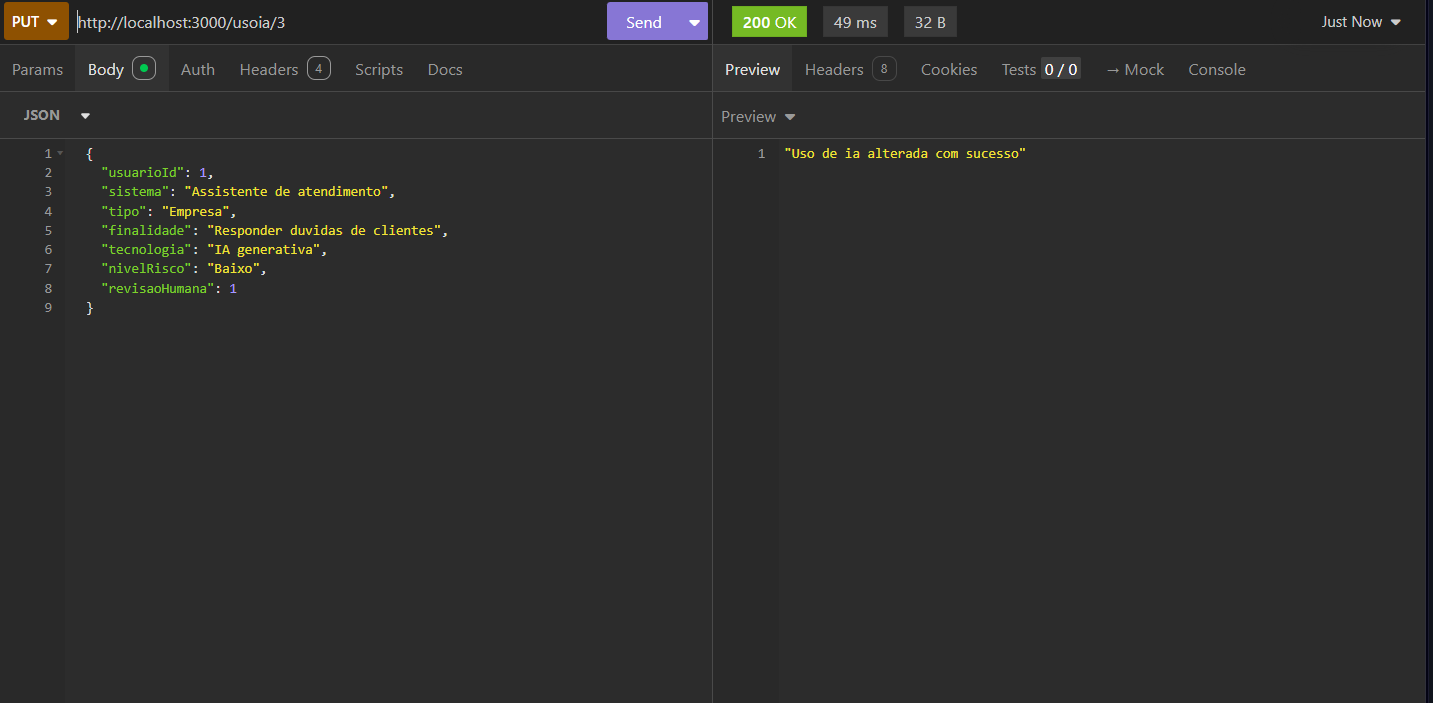 PUT http://localhost:3000/usoia/3 Send 200 OK 49 ms 32 B Just Now
Params Body Auth Headers 4 Scripts Docs Preview Headers 8 Cookies Tests 0 / 0 → Mock Console
JSON Preview
1 {
2 "usuarioId": 1,
3 "sistema": "Assistente de atendimento",
4 "tipo": "Empresa",
5 "finalidade": "Responder duvidas de clientes",
6 "tecnologia": "IA generativa",
7 "nivelRisco": "Baixo",
8 "revisaoHumana": 1
9 }
1 "Uso de ia alterada com sucesso"